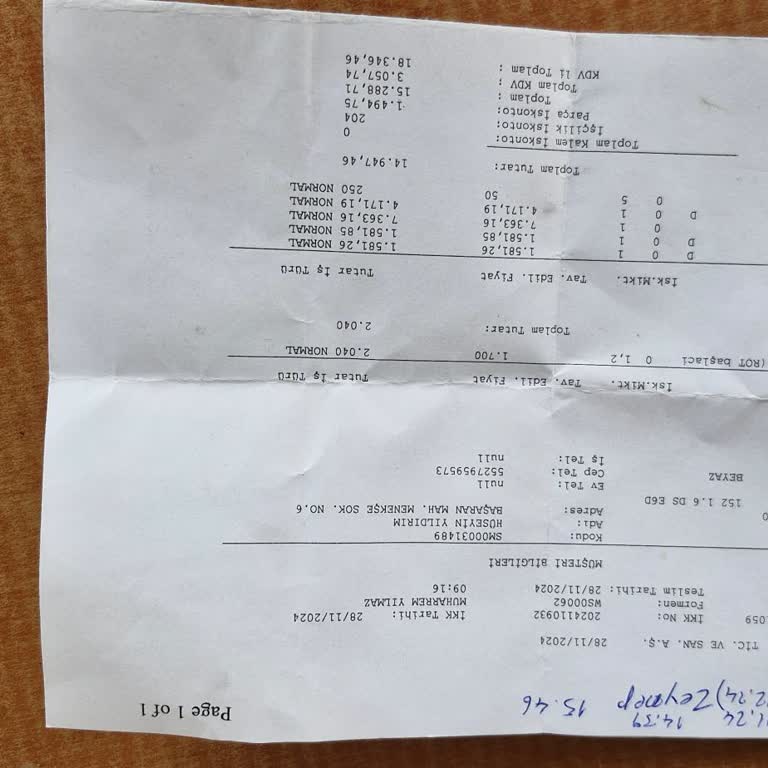 Page 1 of 1
14.39
Zeynep 15.46
TİC. VE SAN. A.Ş. 28/11/2024
İKK No: 2024110932 İKK Tarihi: 28/11/2024
Formen: WS00062 MUHARREM YILMAZ
Teslim Tarihi: 28/11/2024 09:16
MÜŞTERİ BİLGİLERİ
Kodu: SM00031489
Adı: HÜSEYİN YILDIRIM
Adres: BAŞARAN MAH. MENEKŞE SOK. NO.6
152 1.6 DS E6D
Ev Tel: null
BEYAZ Cep Tel: 5527959573
İş Tel: null
İsk.Mikt. Tav. Edil. Fiyat Tutar İş Türü
(ROT başlaci 0 1,2 1.700 2.040 NORMAL
Toplam Tutar: 2.040
İsk.Mikt. Tav. Edil. Fiyat Tutar İş Türü
D 0 1 1.581,26 1.581,26 NORMAL
D 0 1 1.581,85 1.581,85 NORMAL
0 1 7.363,16 7.363,16 NORMAL
D 0 1 4.171,19 4.171,19 NORMAL
0 5 50 250 NORMAL
Toplam Tutar: 14.947,46
Toplam Kalem İskonto: 0
İşçilik İskonto: 204
Parça İskonto: 1.494,75
Toplam : 15.288,71
Toplam KDV : 3.057,74
KDV li Toplam : 18.346,46